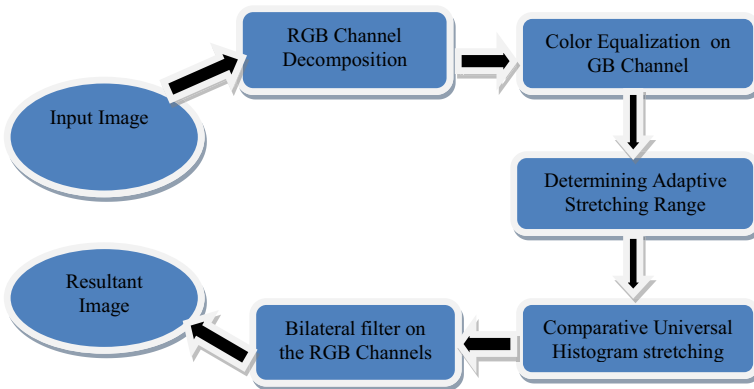 Input Image
RGB Channel
Decomposition
Color Equalization on
GB Channel
Determining Adaptive
Stretching Range
Comparative Universal
Histogram stretching
Bilateral filter on
the RGB Channels
Resultant
Image